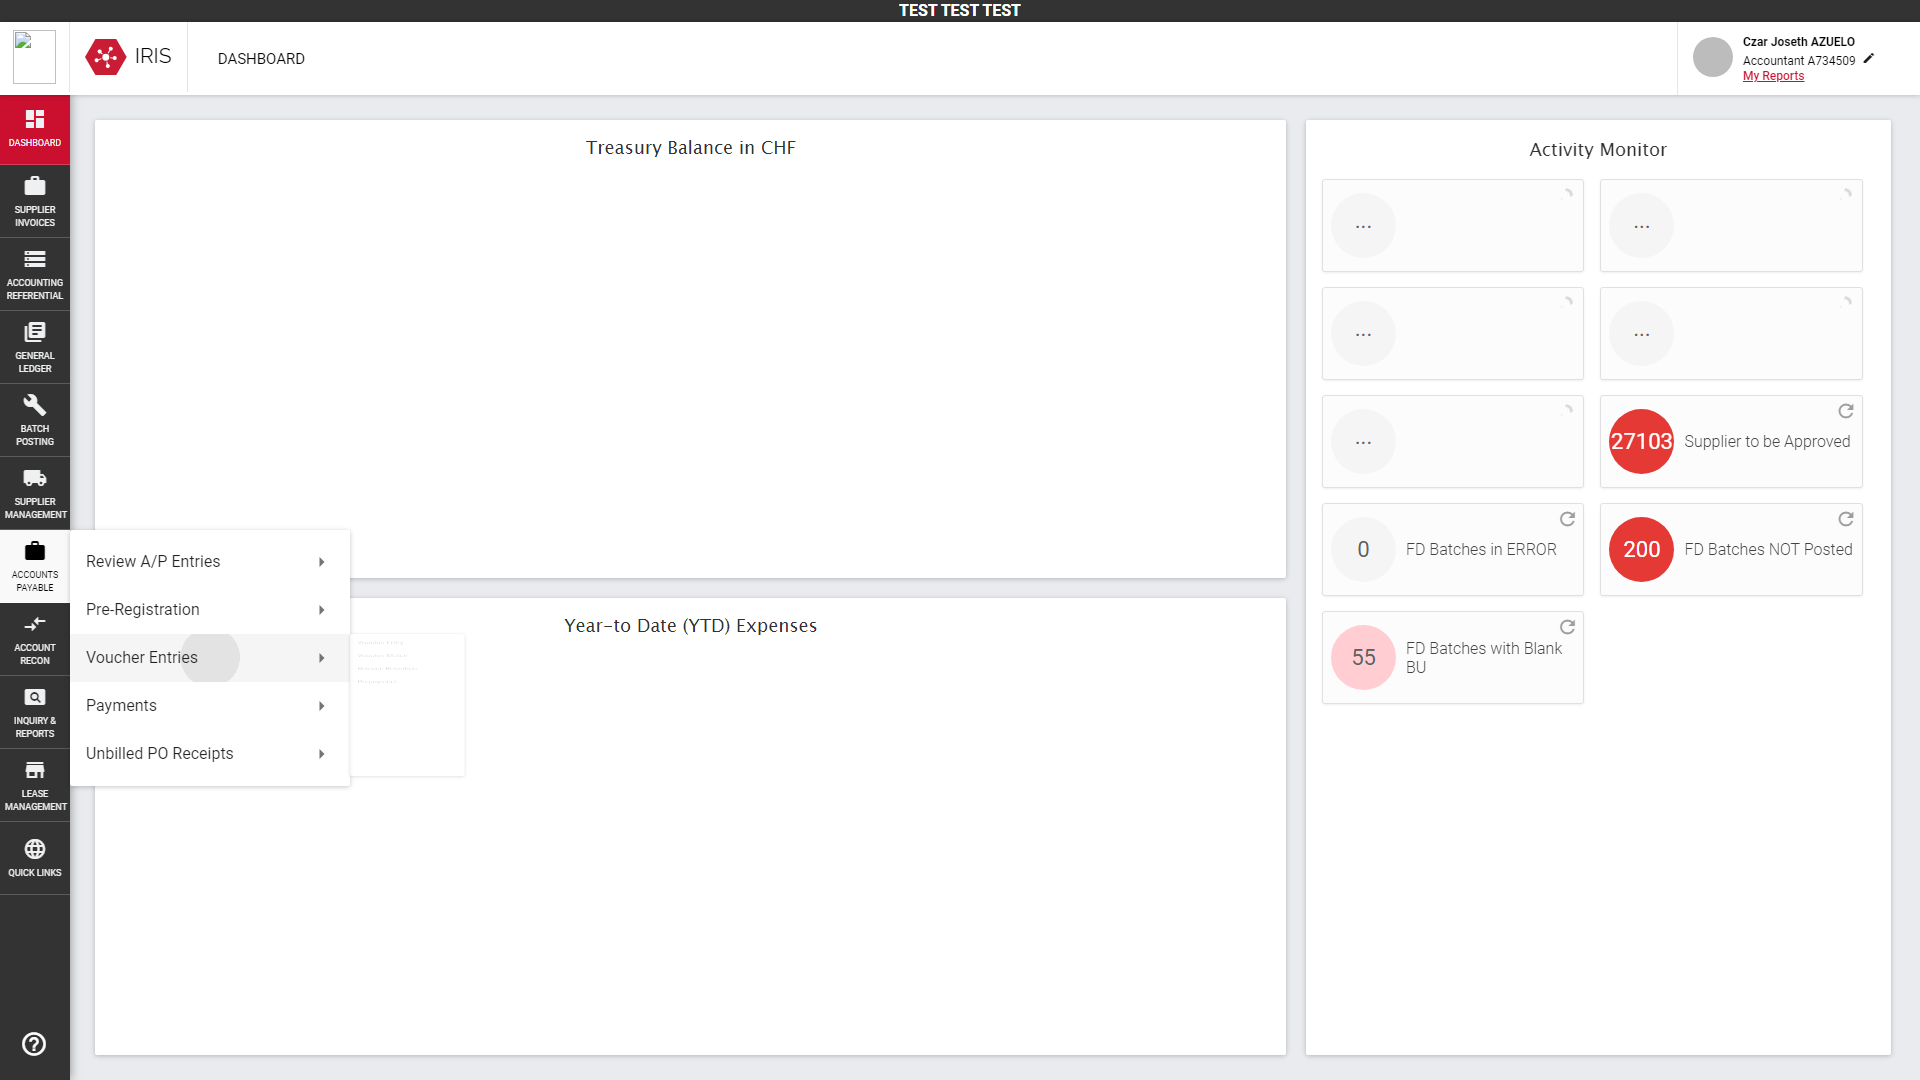 TEST TEST TEST
IRIS
DASHBOARD
Czar Joseth AZUELO
Accountant A734509
My Reports
DASHBOARD
SUPPLIER
INVOICES
ACCOUNTING
REFERENTIAL
GENERAL
LEDGER
BATCH
POSTING
SUPPLIER
MANAGEMENT
ACCOUNTS
PAYABLE
ACCOUNT
RECON
INQUIRY &
REPORTS
LEASE
MANAGEMENT
QUICK LINKS
Review A/P Entries
Pre-Registration
Voucher Entries
Payments
Unbilled PO Receipts
Treasury Balance in CHF
Year-to Date (YTD) Expenses
Activity Monitor
...
...
...
...
...
27103 Supplier to be Approved
0 FD Batches in ERROR
200 FD Batches NOT Posted
55 FD Batches with Blank
BU